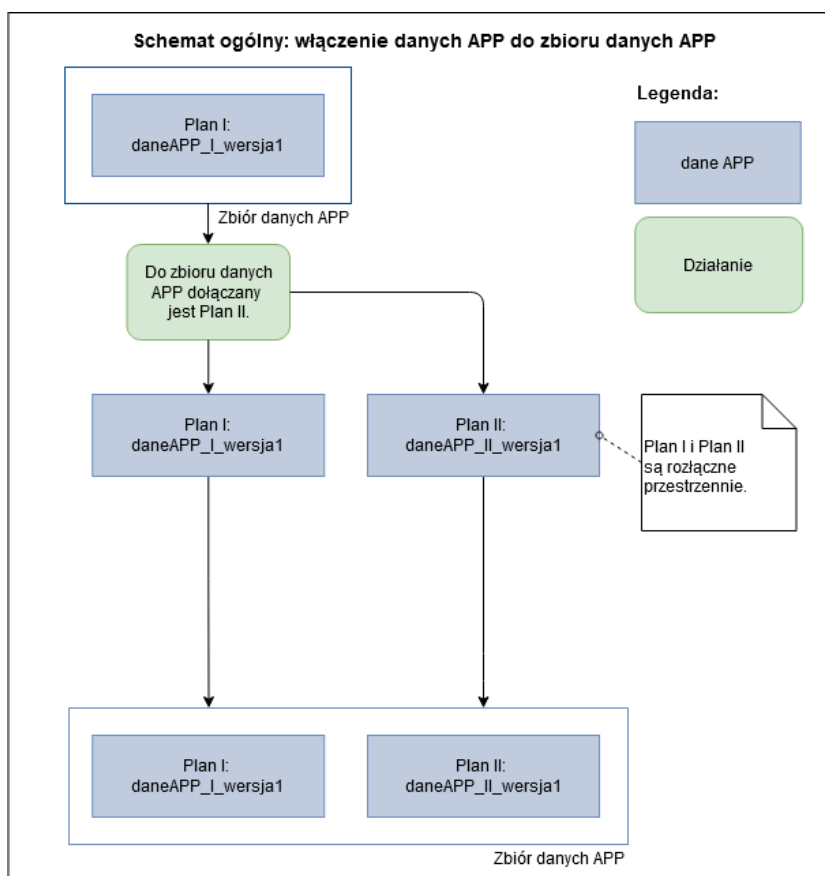 Schemat ogólny: włączenie danych APP do zbioru danych APP
Plan I:
daneAPP_I_wersja1
Zbiór danych APP
Legenda:
dane APP
Działanie
Do zbioru danych
APP dołączany
jest Plan II.
Plan I:
daneAPP_I_wersja1
Plan II:
daneAPP_II_wersja1
Plan I i Plan II
są rozłączne
przestrzennie.
Plan I:
daneAPP_I_wersja1
Plan II:
daneAPP_II_wersja1
Zbiór danych APP